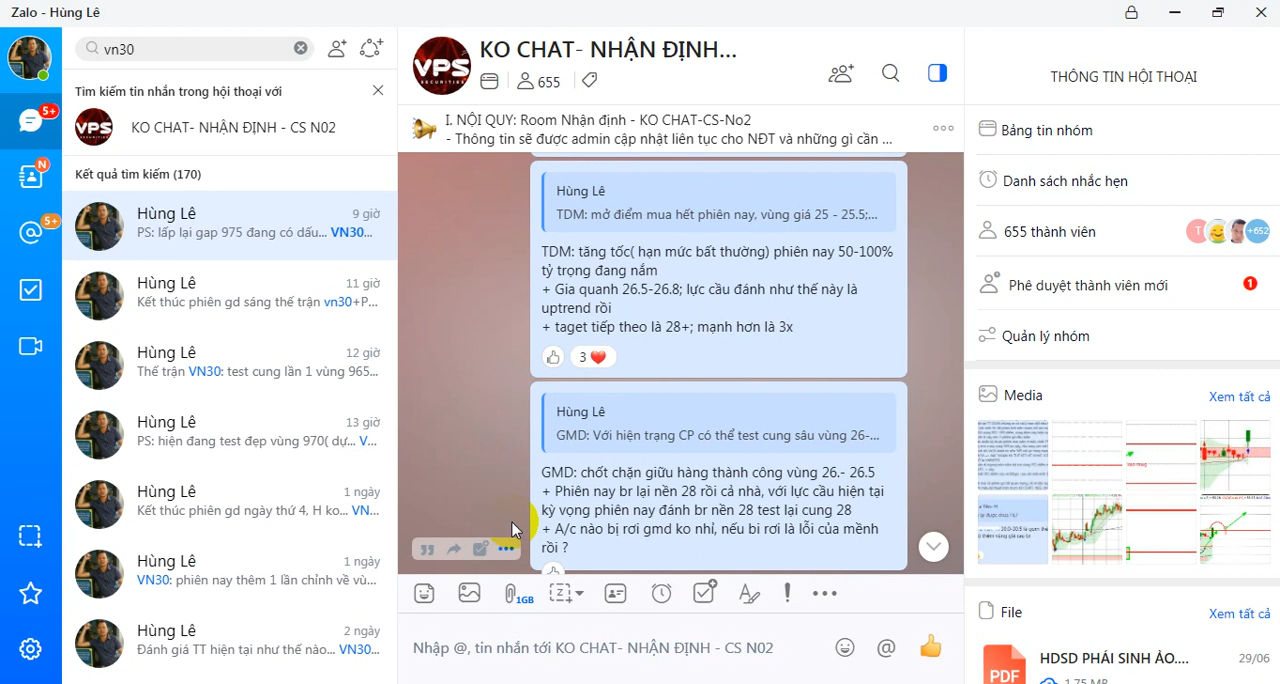 Zalo - Hùng Lê
vn30
Tìm kiếm tin nhắn trong hội thoại với
VPS
KO CHAT- NHẬN ĐỊNH - CS N02
Kết quả tìm kiếm (170)
Hùng Lê
9 giờ
PS: lấp lại gap 975 đang có dấu... VN30...
Hùng Lê
11 giờ
Kết thúc phiên gd sáng thế trận vn30+P...
Hùng Lê
12 giờ
Thế trận VN30: test cung lần 1 vùng 965...
Hùng Lê
13 giờ
PS: hiện đang test đẹp vùng 970( dự... V...
Hùng Lê
1 ngày
Kết thúc phiên gd ngày thứ 4, H ko... VN...
Hùng Lê
1 ngày
VN30: phiên nay thêm 1 lần chỉnh về vù...
Hùng Lê
2 ngày
Đánh giá TT hiện tại như thế nào... VN30...
5+
N
5+
VPS
SECURITIES
KO CHAT- NHẬN ĐỊNH...
655
I. NỘI QUY: Room Nhận định - KO CHAT-CS-No2
- Thông tin sẽ được admin cập nhật liên tục cho NĐT và những gì cần ...
Hùng Lê
TDM: mở điểm mua hết phiên nay, vùng giá 25 - 25.5;...
TDM: tăng tốc( hạn mức bất thường) phiên nay 50-100%
tỷ trọng đang nắm
+ Gia quanh 26.5-26.8; lực cầu đánh như thế này là
uptrend rồi
+ taget tiếp theo là 28+; mạnh hơn là 3x
3
Hùng Lê
GMD: Với hiện trạng CP có thể test cung sâu vùng 26-...
GMD: chốt chặn giữu hàng thành công vùng 26.- 26.5
+ Phiên nay br lại nền 28 rồi cả nhà, với lực cầu hiện tại
kỳ vọng phiên nay đánh br nền 28 test lại cung 28
+ A/c nào bị rơi gmd ko nhỉ, nếu bi rơi là lỗi của mềnh
rồi ?
1GB
Nhập @, tin nhắn tới KO CHAT- NHẬN ĐỊNH - CS N02
THÔNG TIN HỘI THOẠI
Bảng tin nhóm
Danh sách nhắc hẹn
655 thành viên
T
+652
Phê duyệt thành viên mới
1
Quản lý nhóm
Media
Xem tất cả
File
Xem tất cả
PDF
HDSD PHÁI SINH ẢO....
29/06
1.75 MB